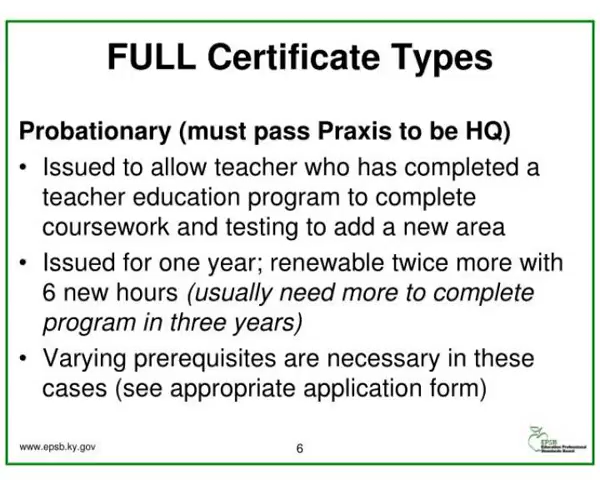 FULL Certificate Types
Probationary (must pass Praxis to be HQ)
• Issued to allow teacher who has completed a
teacher education program to complete
coursework and testing to add a new area
• Issued for one year; renewable twice more with
6 new hours (usually need more to complete
program in three years)
• Varying prerequisites are necessary in these
cases (see appropriate application form)
www.epsb.ky.gov
6
EPSB
Education Professional
Standards Board